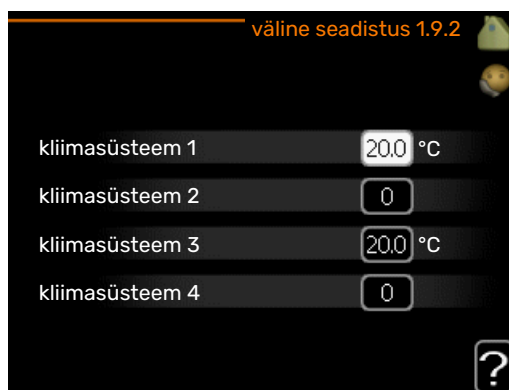 väline seadistus 1.9.2
kliimasüsteem 1 20.0 °C
kliimasüsteem 2 0
kliimasüsteem 3 20.0 °C
kliimasüsteem 4 0
?